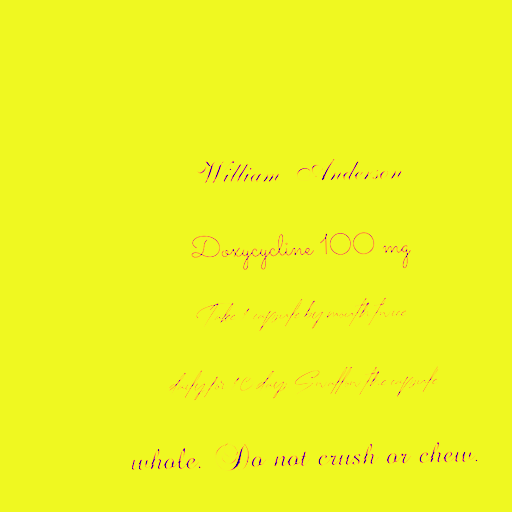 William Anderson
Doxycycline 100 mg
Take 1 capsule by mouth twice
daily for 10 days. Swallow the capsule
whole. Do not crush or chew.